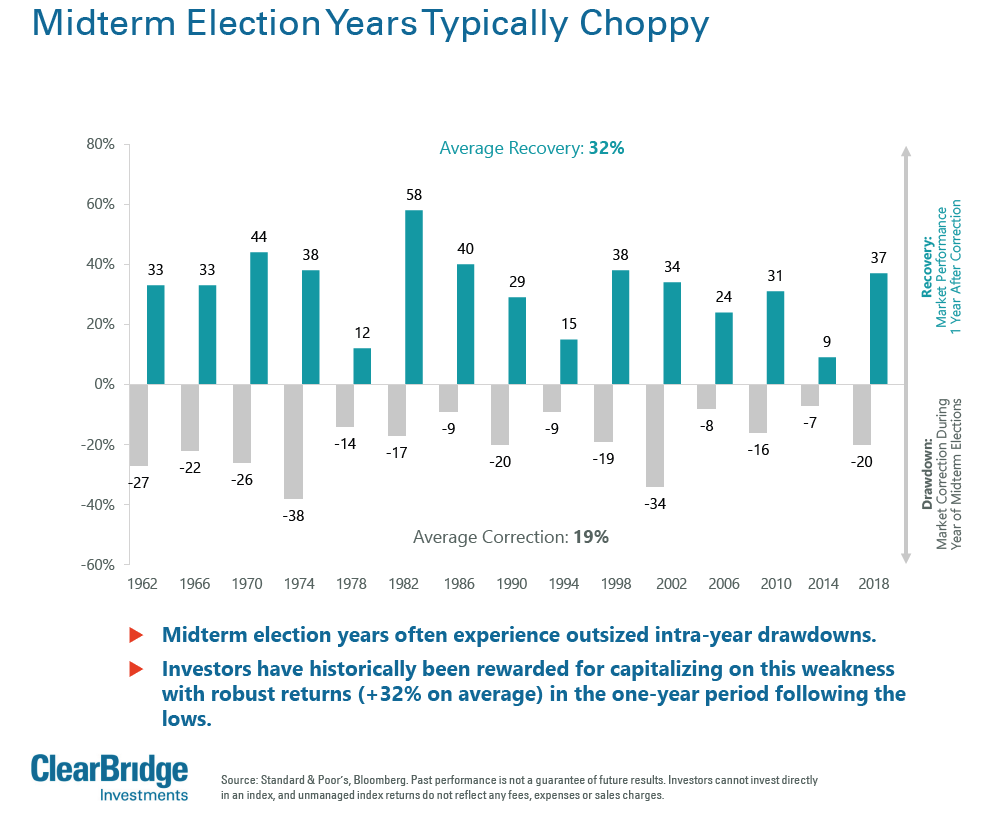 Midterm Election Years Typically Choppy
80%
60%
40%
20%
0%
-20%
-40%
-60%
Average Recovery: 32%
33
33
44
38
12
58
40
29
15
38
34
24
31
9
37
-27
-22
-26
-38
-14
-17
-9
-20
-9
-19
-34
-8
-16
-7
-20
Average Correction: 19%
1962 1966 1970 1974 1978 1982 1986 1990 1994 1998 2002 2006 2010 2014 2018
Recovery:
Market Performance
1 Year After Correction
Drawdown:
Market Correction During
Year of Midterm Elections
Midterm election years often experience outsized intra-year drawdowns.
Investors have historically been rewarded for capitalizing on this weakness
with robust returns (+32% on average) in the one-year period following the
lows.
ClearBridge
Investments
Source: Standard & Poor's, Bloomberg. Past performance is not a guarantee of future results. Investors cannot invest directly
in an index, and unmanaged index returns do not reflect any fees, expenses or sales charges.